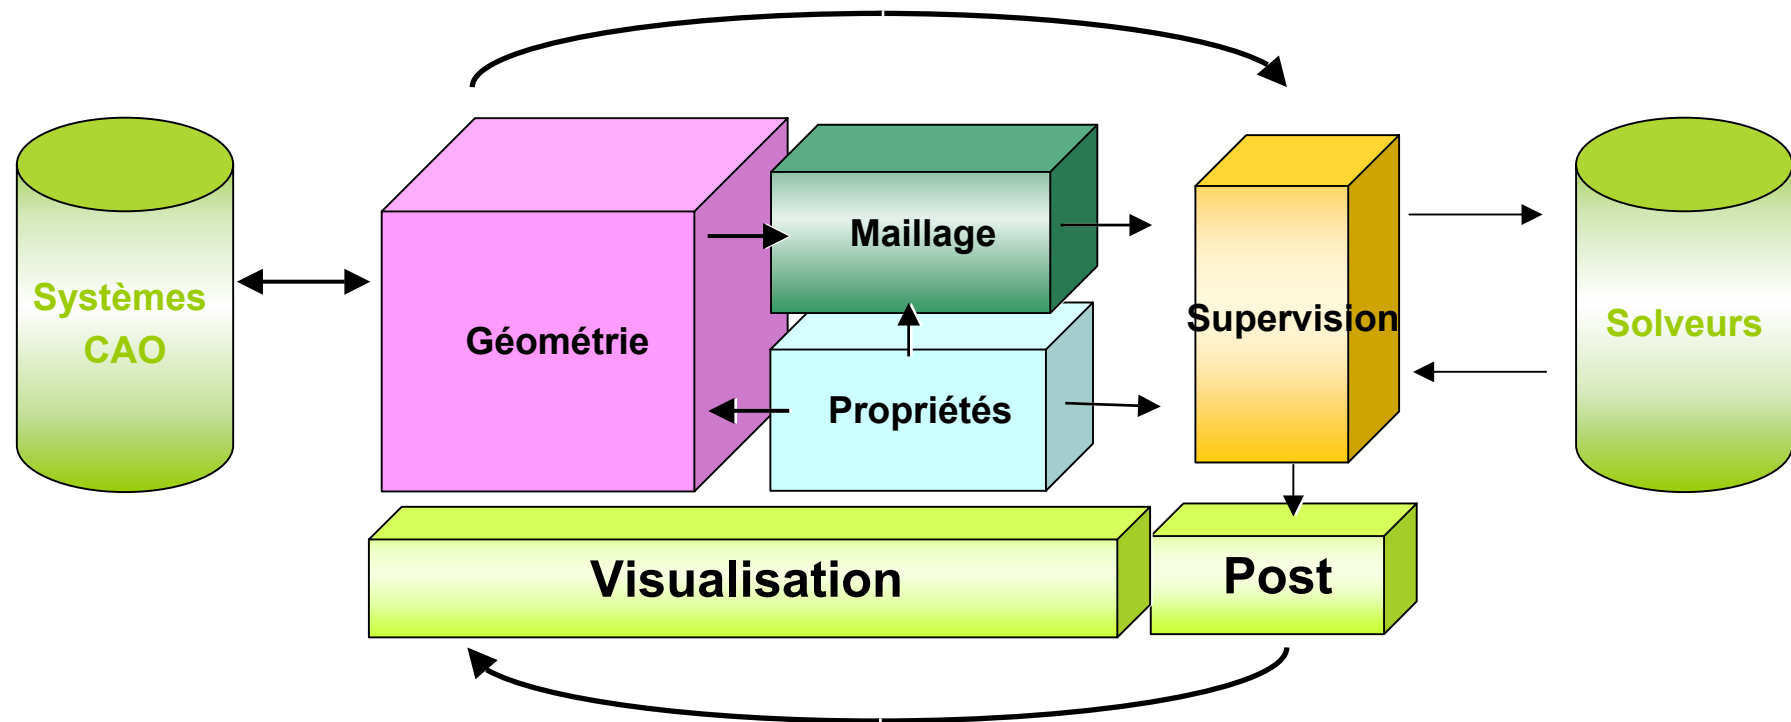 Systèmes
CAO
Géométrie
Maillage
Propriétés
Supervision
Solveurs
Visualisation
Post